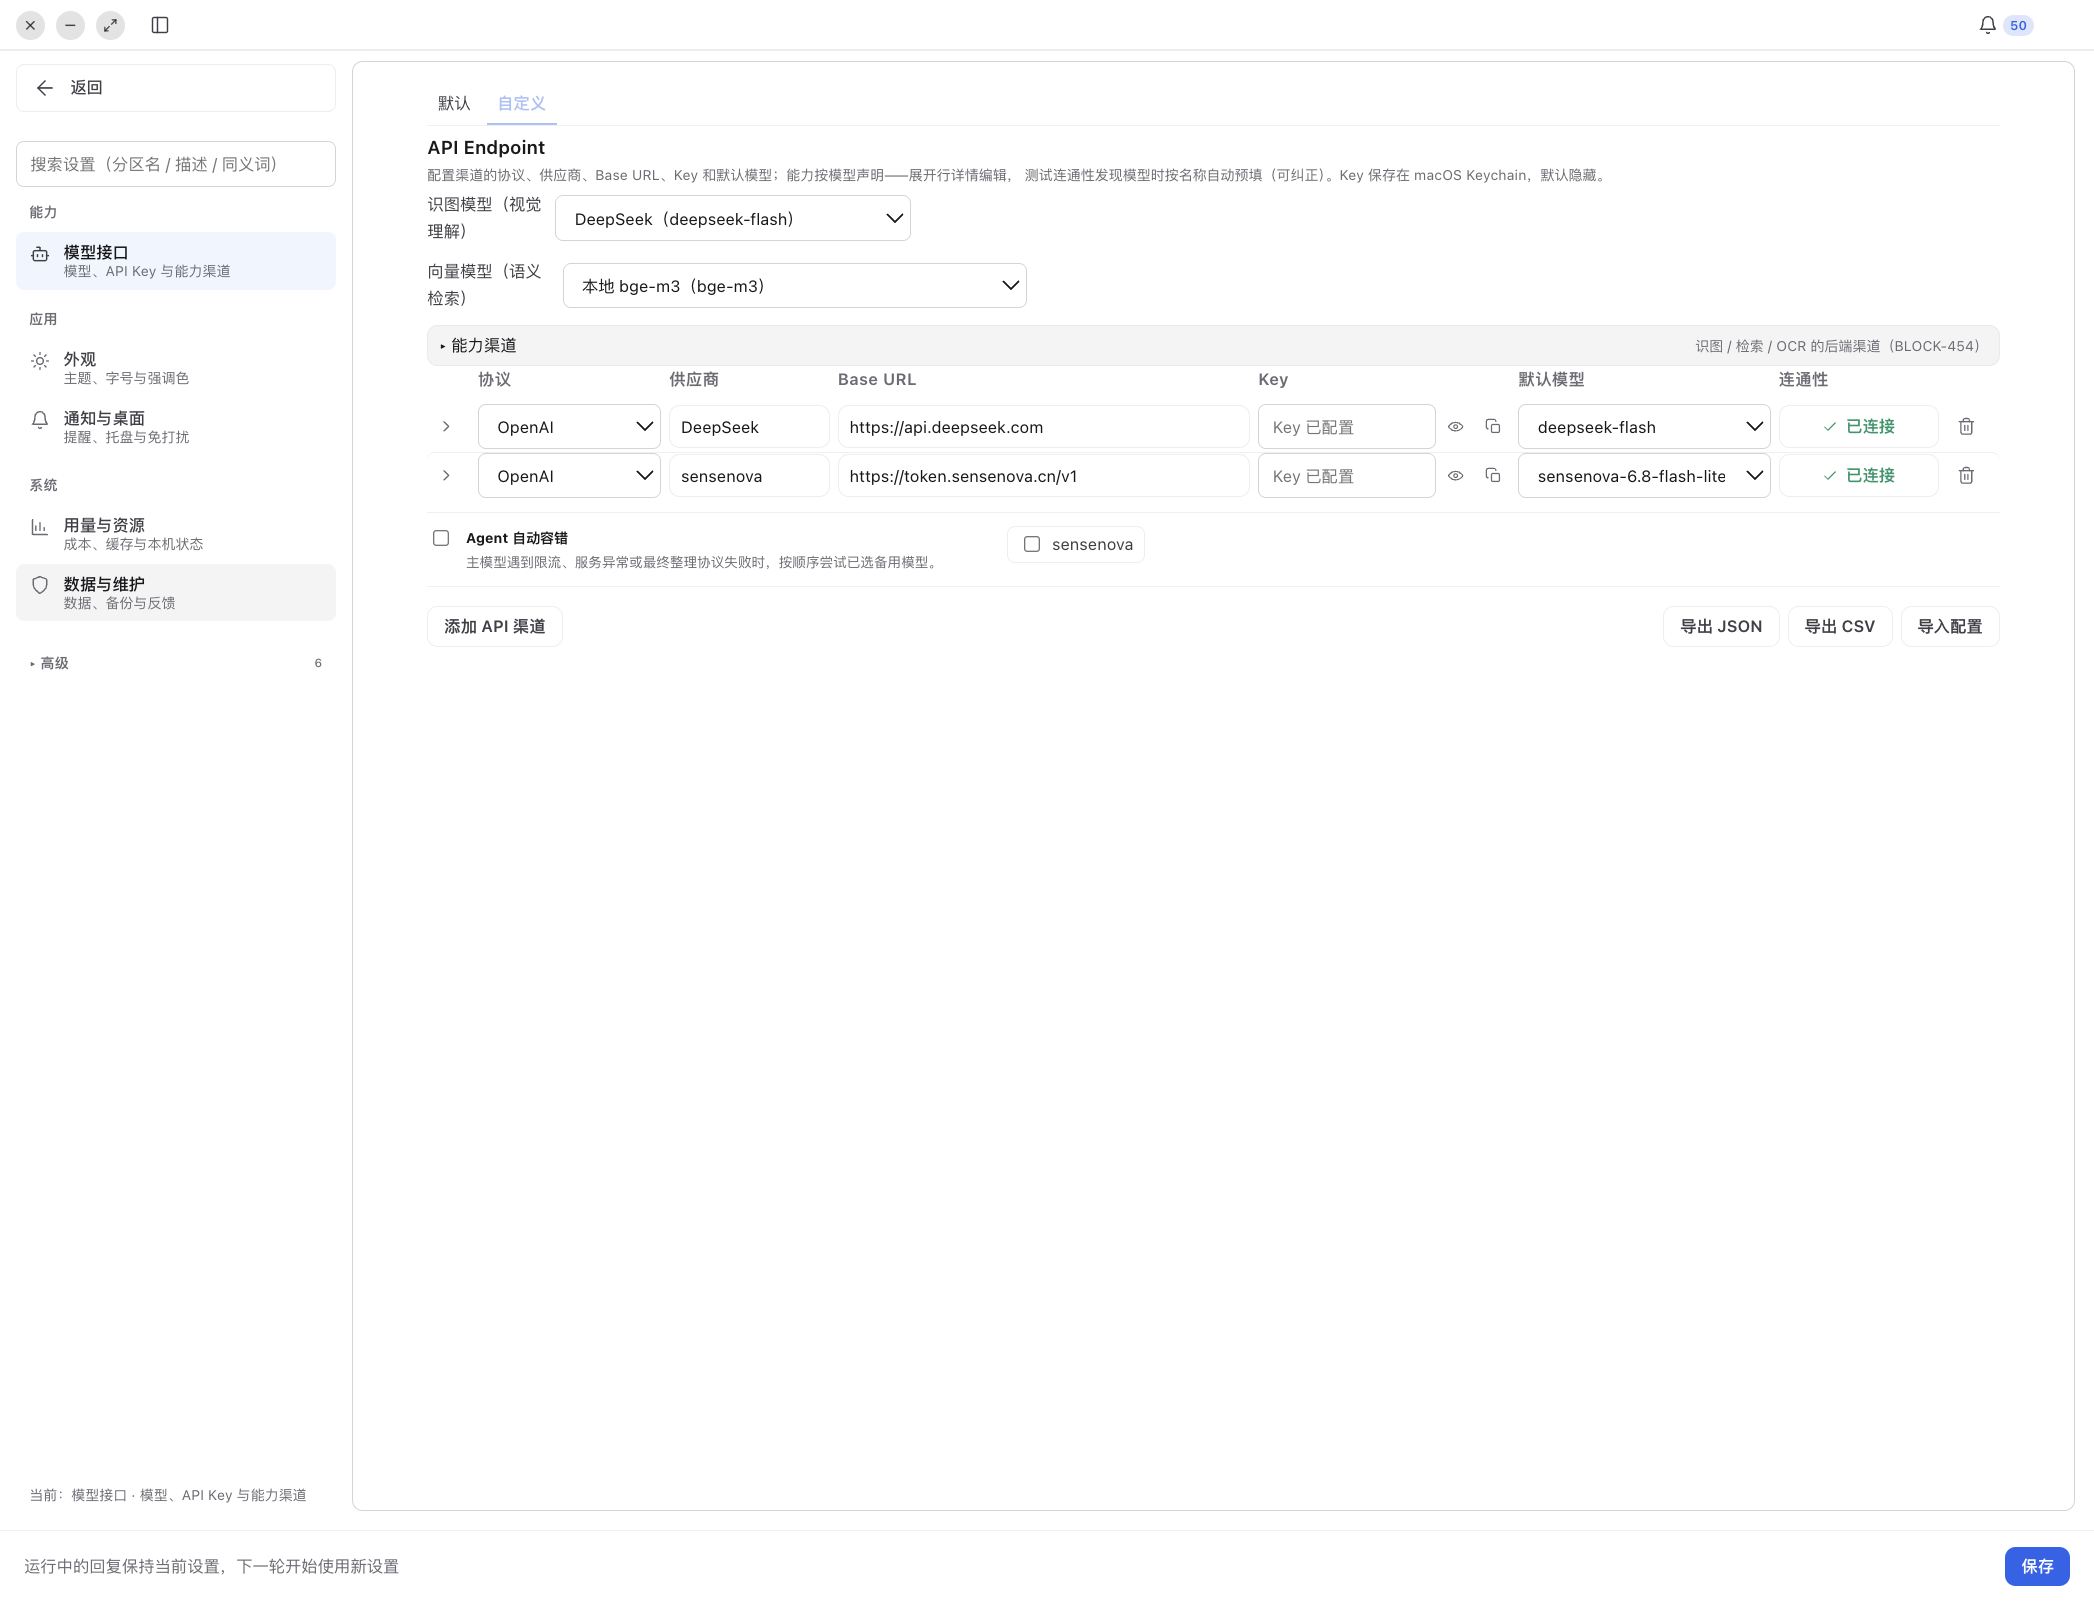 50
返回
搜索设置（分区名 / 描述 / 同义词）
能力
模型接口
模型、API Key 与能力渠道
应用
外观
主题、字号与强调色
通知与桌面
提醒、托盘与免打扰
系统
用量与资源
成本、缓存与本机状态
数据与维护
数据、备份与反馈
高级 6
当前：模型接口 · 模型、API Key 与能力渠道
默认 自定义
API Endpoint
配置渠道的协议、供应商、Base URL、Key 和默认模型；能力按模型声明——展开行详情编辑， 测试连通性发现模型时按名称自动预填（可纠正）。Key 保存在 macOS Keychain，默认隐藏。
识图模型（视觉
理解） DeepSeek（deepseek-flash）
向量模型（语义
检索） 本地 bge-m3（bge-m3）
能力渠道 识图 / 检索 / OCR 的后端渠道（BLOCK-454）
协议 供应商 Base URL Key 默认模型 连通性
OpenAI DeepSeek https://api.deepseek.com Key 已配置 deepseek-flash 已连接
OpenAI sensenova https://token.sensenova.cn/v1 Key 已配置 sensenova-6.8-flash-lite 已连接
Agent 自动容错
主模型遇到限流、服务异常或最终整理协议失败时，按顺序尝试已选备用模型。
sensenova
添加 API 渠道 导出 JSON 导出 CSV 导入配置
运行中的回复保持当前设置，下一轮开始使用新设置 保存